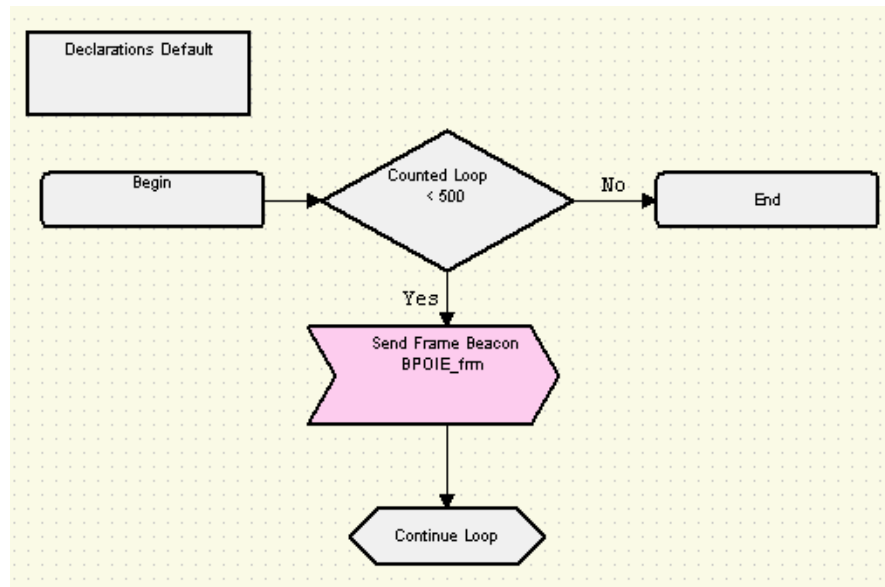 Declarations Default
Begin
Counted Loop
< 500
No
End
Yes
Send Frame Beacon
BPOIE_frm
Continue Loop